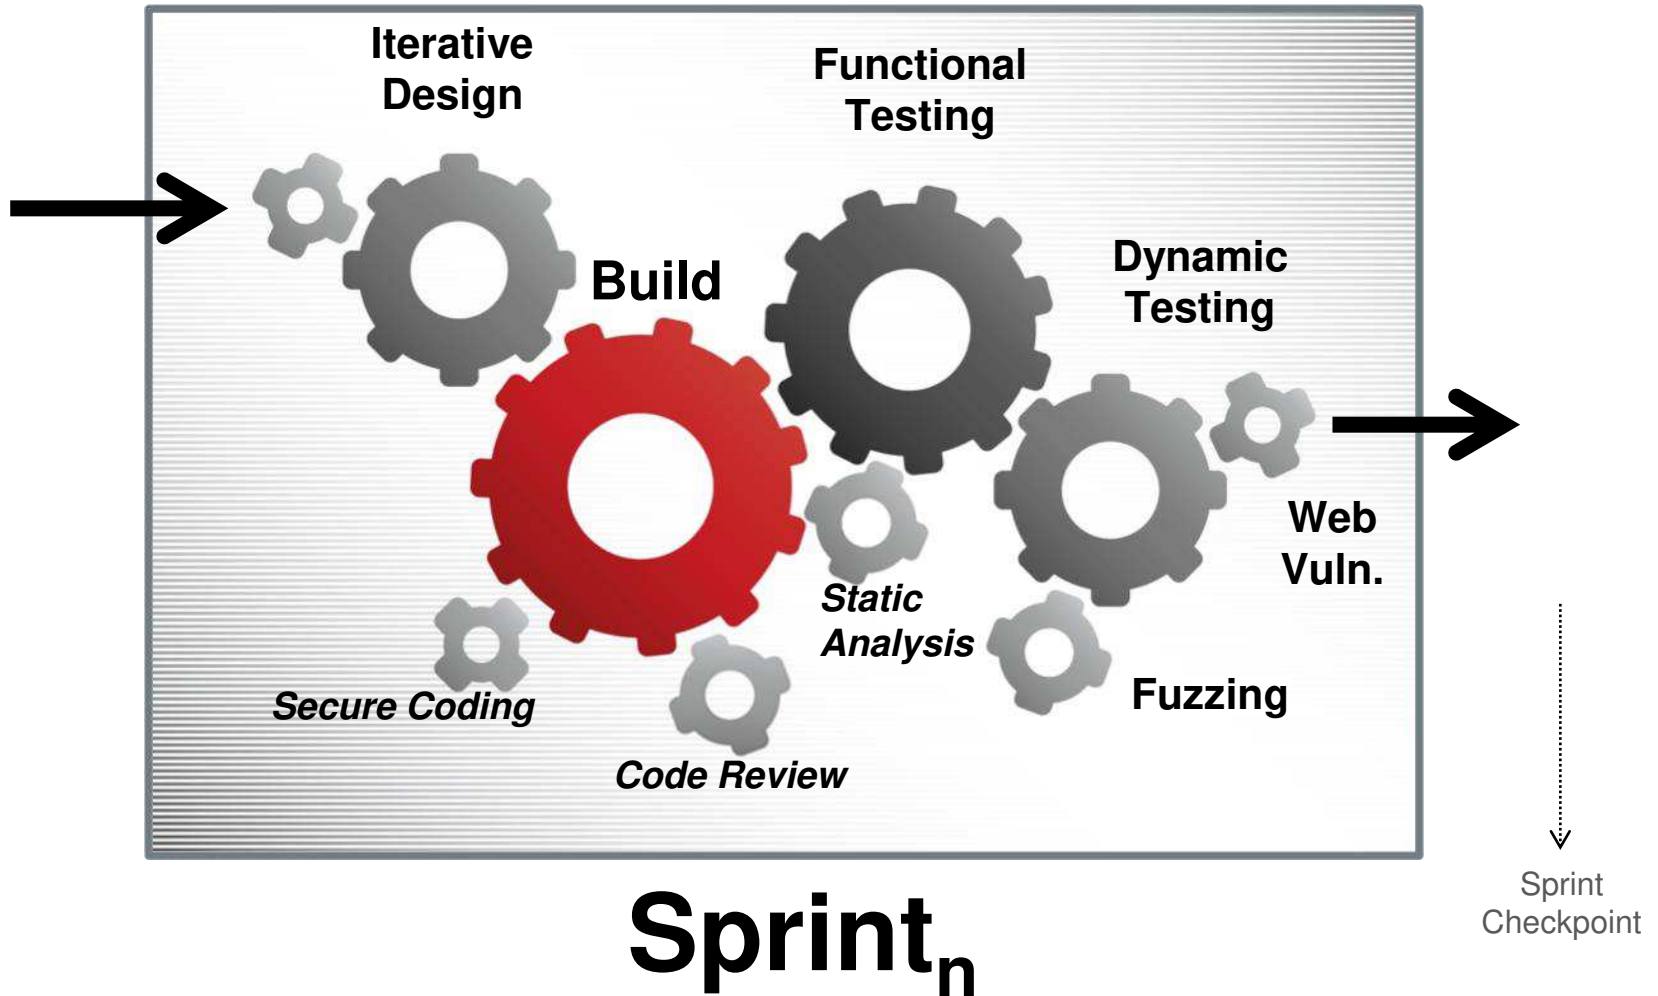 Iterative
Design
Functional
Testing
Build
Dynamic
Testing
Web
Vuln.
Static
Analysis
Secure Coding
Fuzzing
Code Review
Sprint
Checkpoint
Sprintn